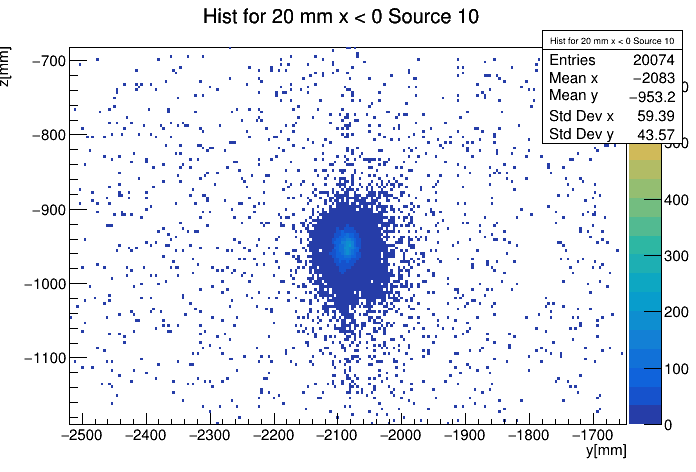 Hist for 20 mm x < 0 Source 10
Hist for 20 mm x < 0 Source 10
Entries 20074
Mean x −2083
Mean y −953.2
Std Dev x 59.39
Std Dev y 43.57
z[mm]
−700
−800
−900
−1000
−1100
400
300
200
100
0
−2500 −2400 −2300 −2200 −2100 −2000 −1900 −1800 −1700
y[mm]